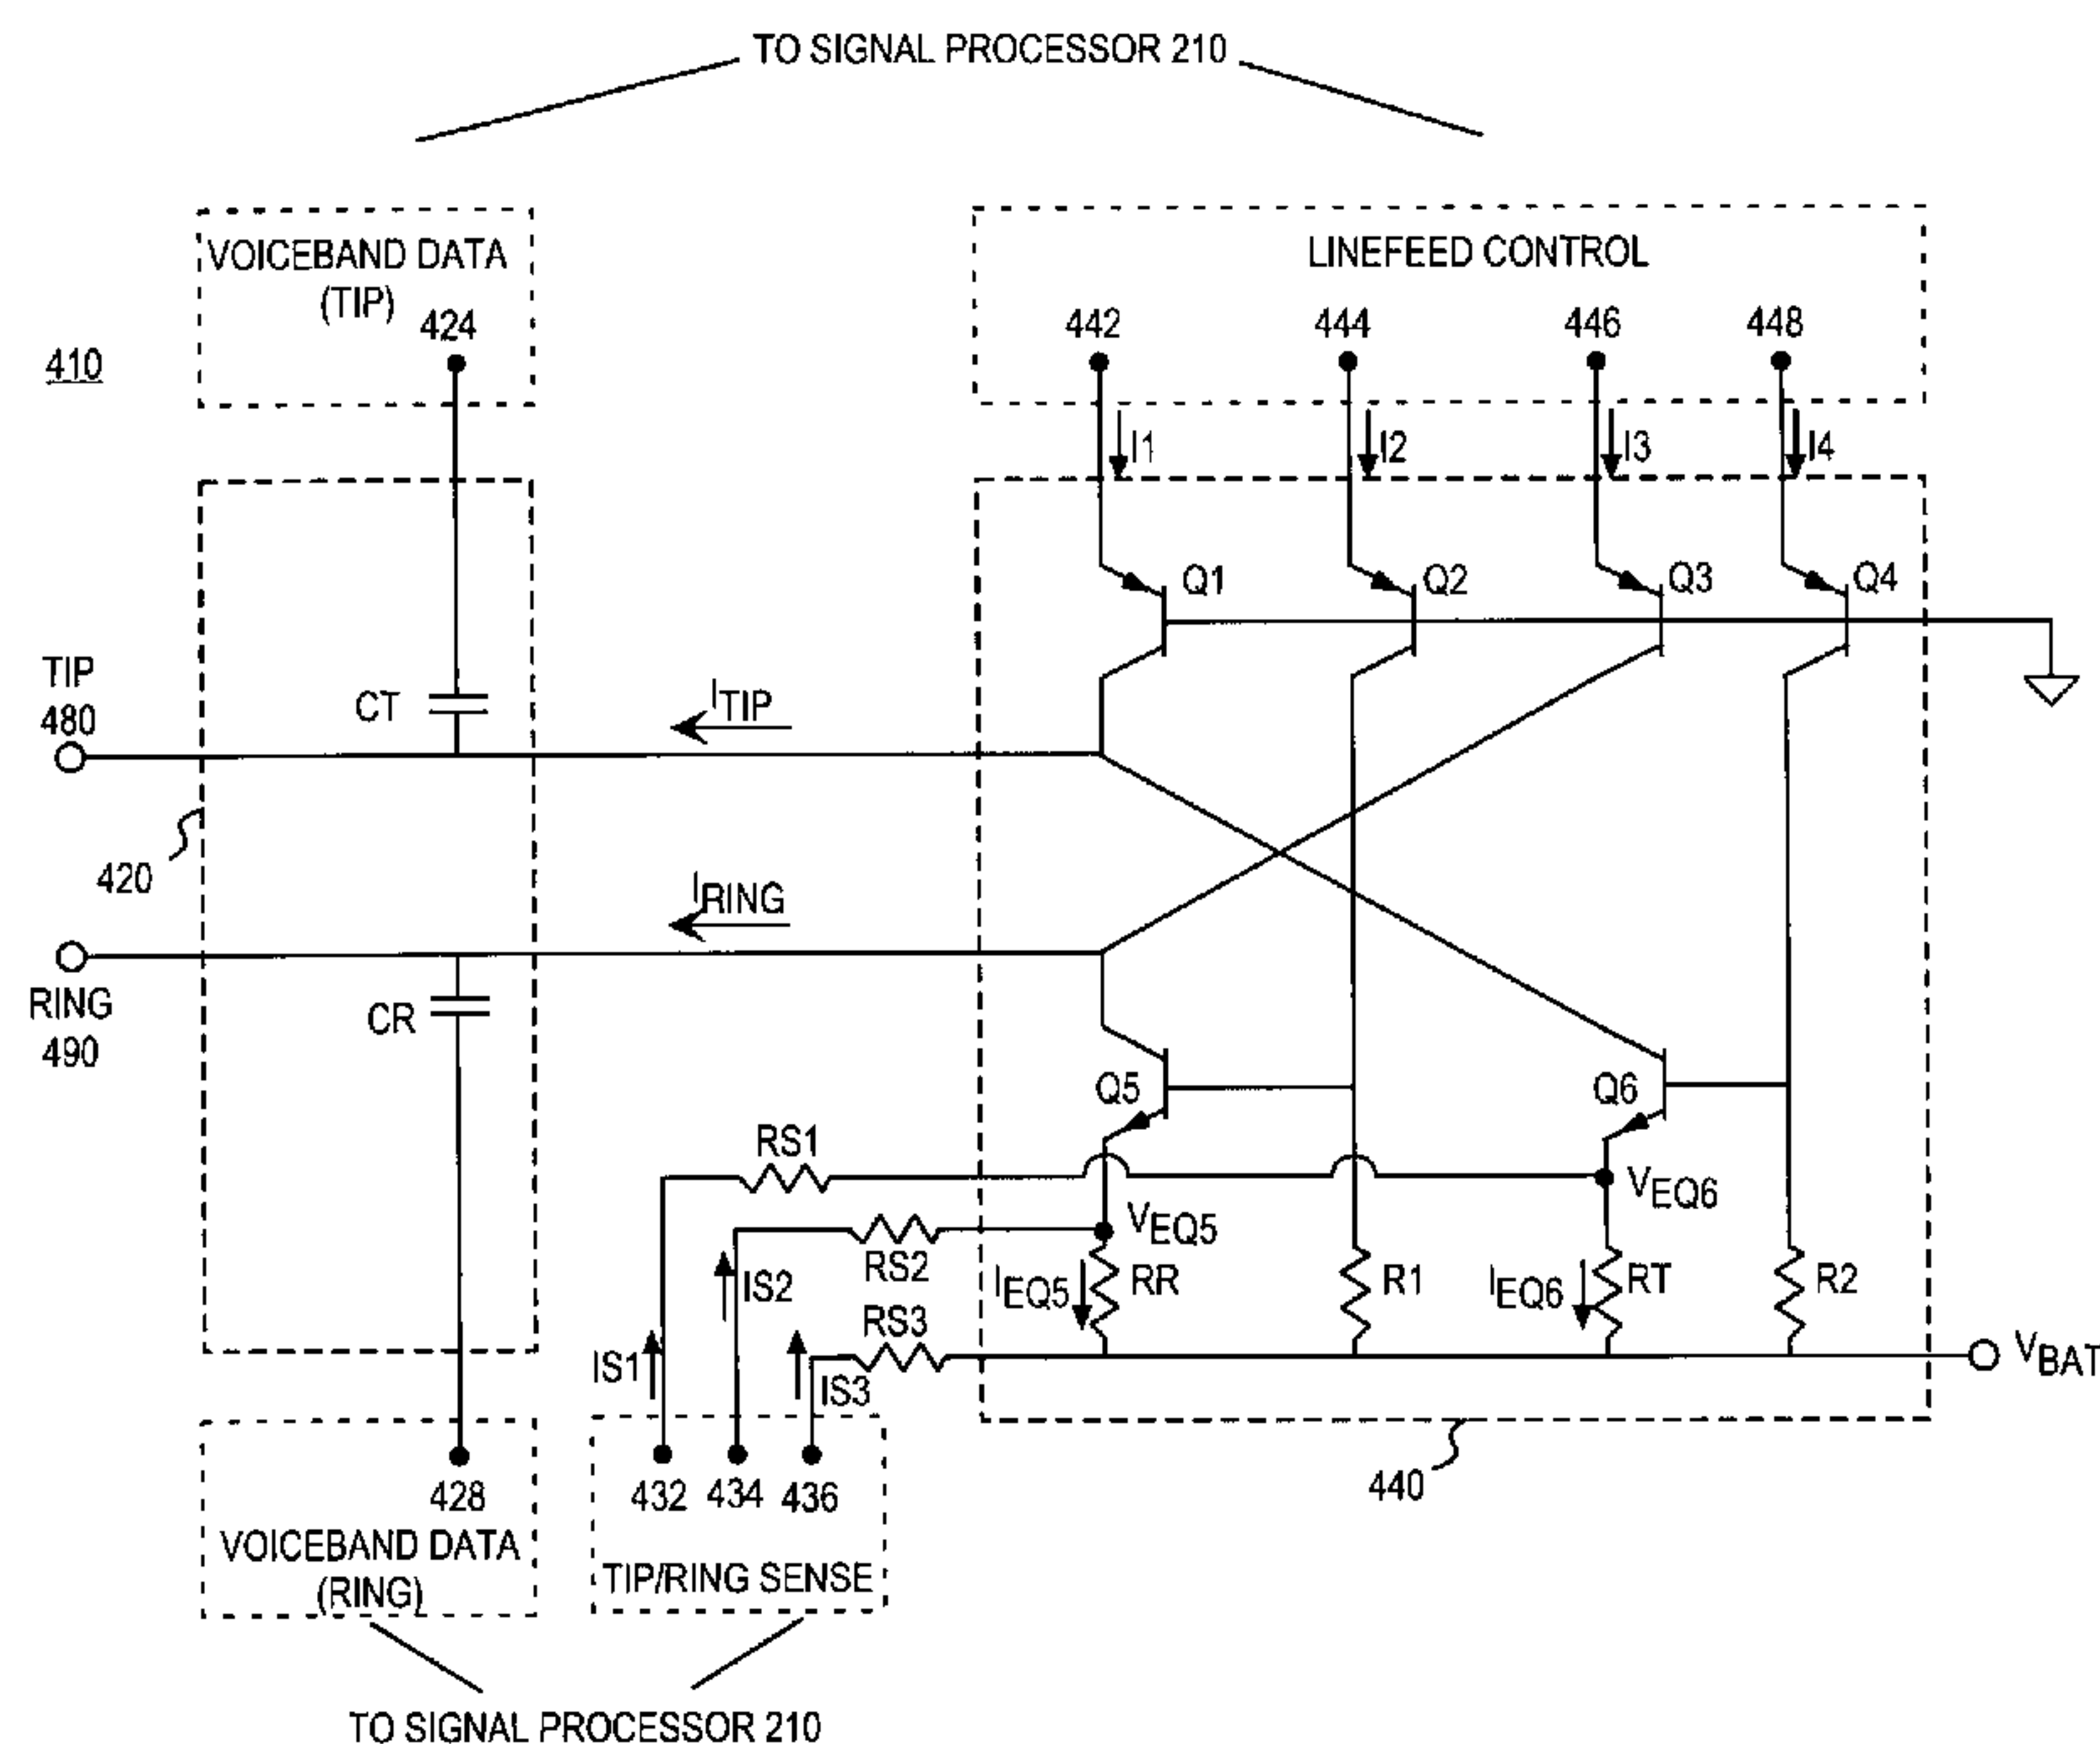 TO SIGNAL PROCESSOR 210
VOICEBAND DATA
(TIP)
424
LINEFEED CONTROL
442
444
446
448
410
I1
I2
I3
I4
Q1
Q2
Q3
Q4
TIP
480
CT
ITIP
420
IRING
RING
490
CR
Q5
Q6
RS1
VEQ6
VEQ5
RS2
IS2
IEQ5
RR
R1
IEQ6
RT
R2
RS3
IS1
IS3
VBAT
440
428
432
434
436
VOICEBAND DATA
(RING)
TIP/RING SENSE
TO SIGNAL PROCESSOR 210